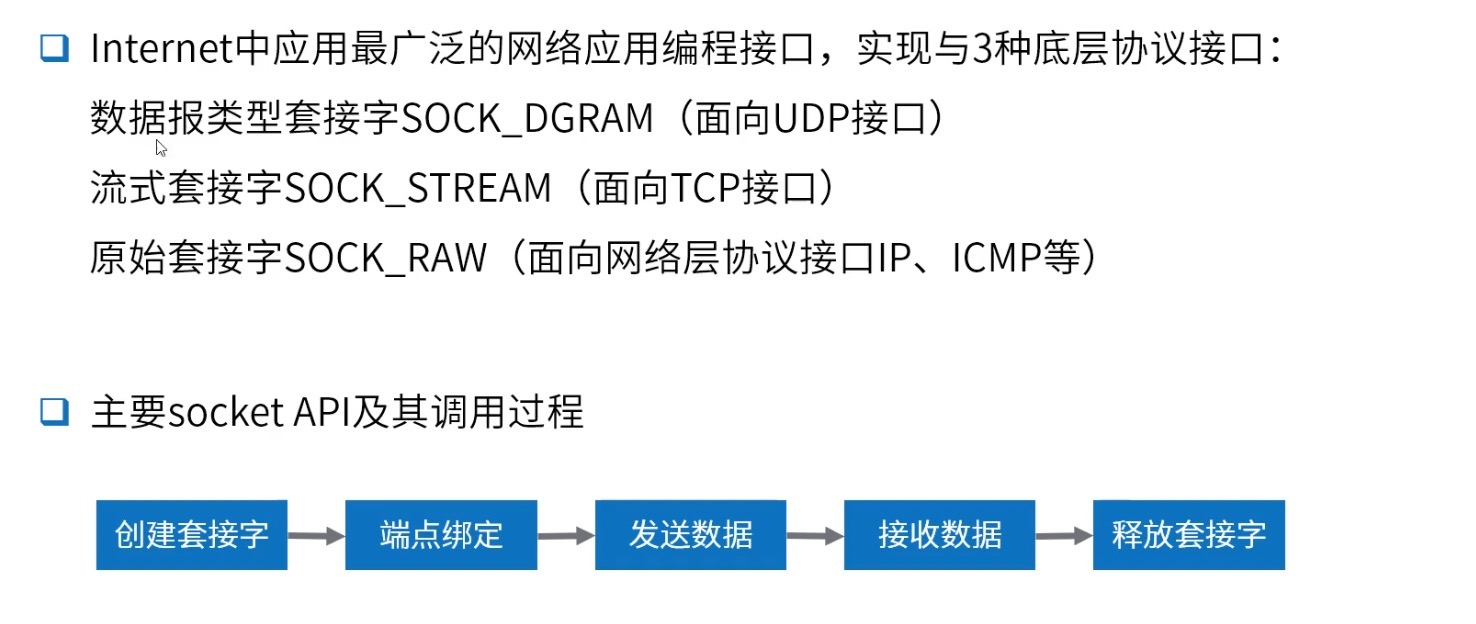 Internet中应用最广泛的网络应用编程接口，实现与3种底层协议接口：
数据报类型套接字SOCK_DGRAM（面向UDP接口）
流式套接字SOCK_STREAM（面向TCP接口）
原始套接字SOCK_RAW（面向网络层协议接口IP、ICMP等）
主要socket API及其调用过程
创建套接字
端点绑定
发送数据
接收数据
释放套接字